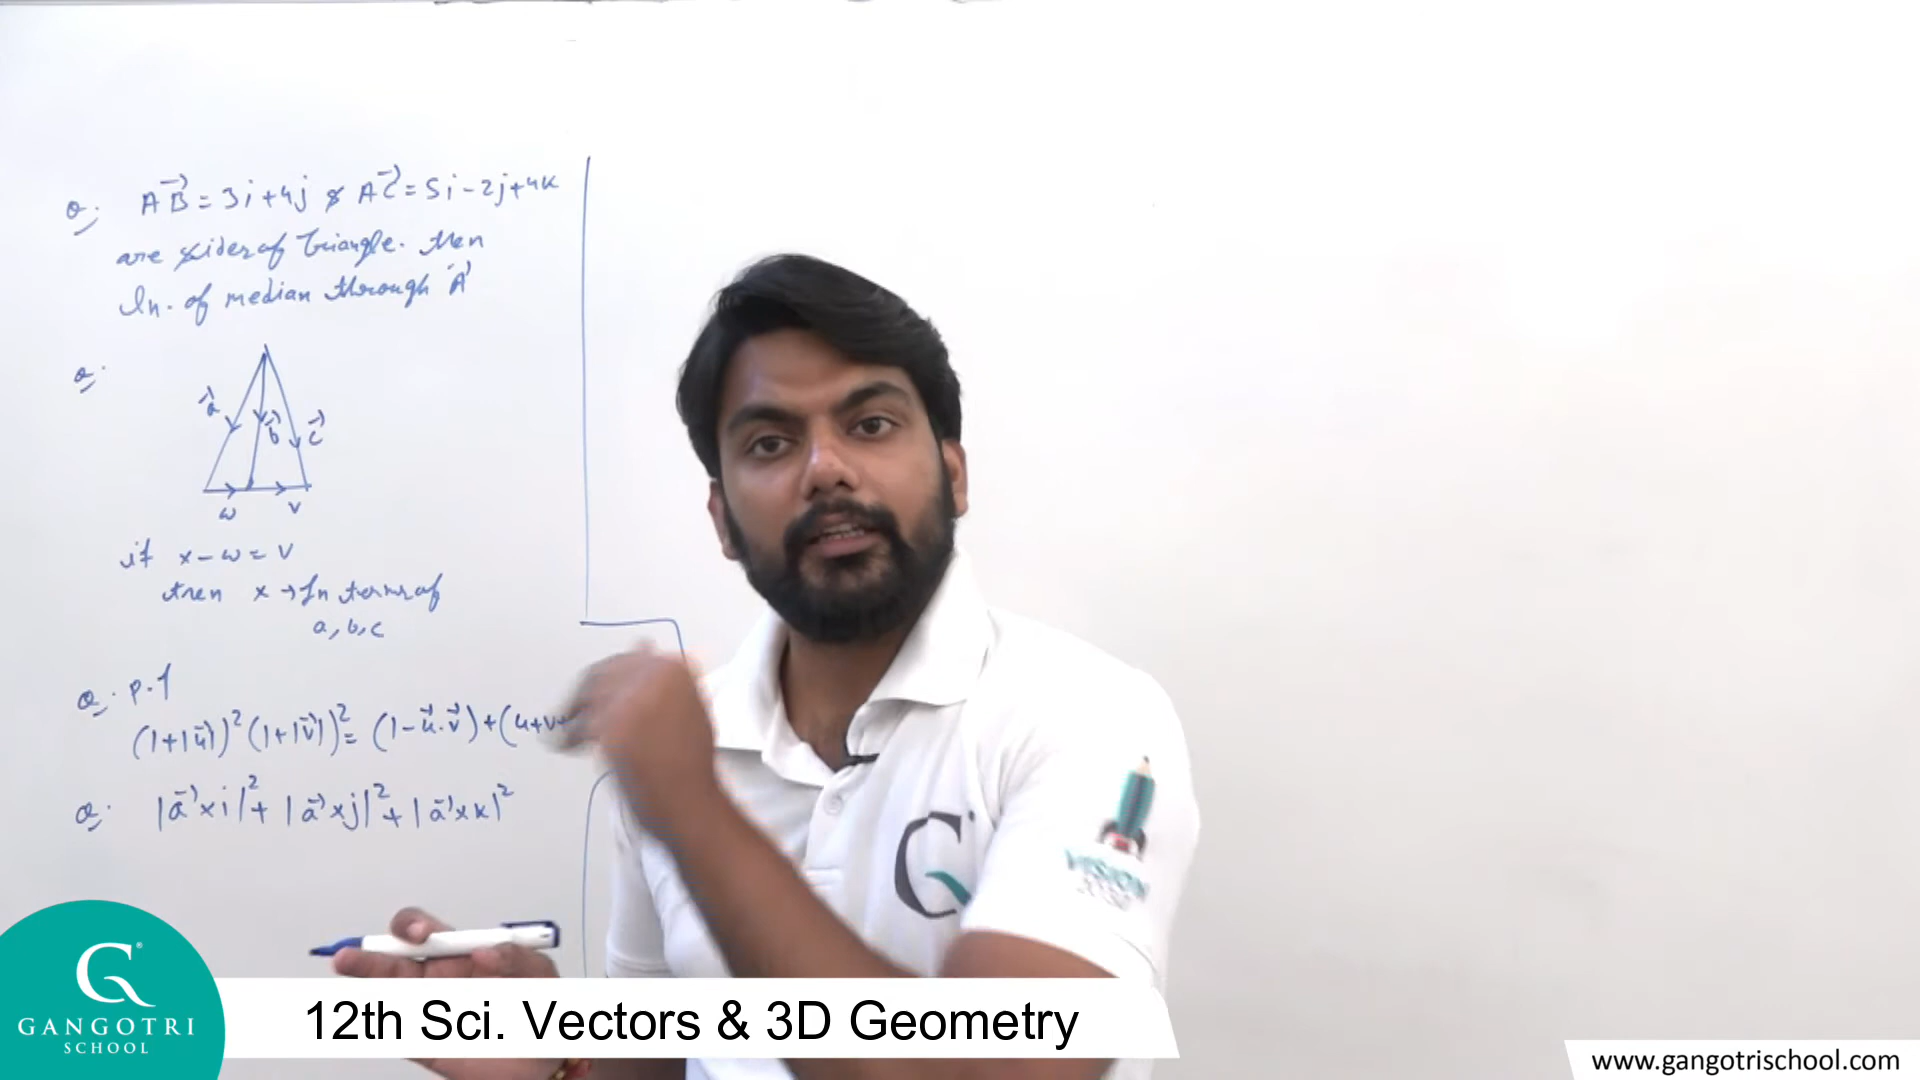 Q. AB⃗ = 3i+4j & AC⃗ = 5i-2j+4k
are sides of triangle. then
ln. of median through 'A'
Q.
a⃗
b⃗
c⃗
w v
if x-w=v
then x → In terms of
a, b, c
Q. P.T
(1+|u⃗|)²(1+|v⃗|)² = (1-u⃗.v⃗)+(u+v+
Q. |a⃗×i|²+|a⃗×j|²+|a⃗×k|²
VISION
GANGOTRI
SCHOOL
12th Sci. Vectors & 3D Geometry
www.gangotrischool.com